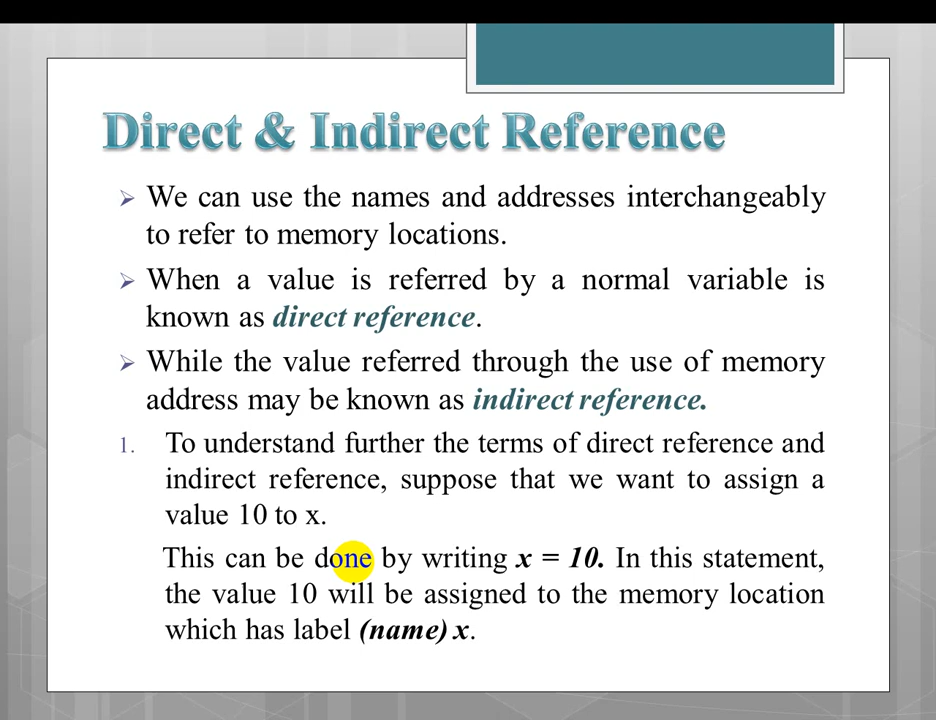 Direct & Indirect Reference
We can use the names and addresses interchangeably
to refer to memory locations.
When a value is referred by a normal variable is
known as direct reference.
While the value referred through the use of memory
address may be known as indirect reference.
1. To understand further the terms of direct reference and
indirect reference, suppose that we want to assign a
value 10 to x.
This can be done by writing x = 10. In this statement,
the value 10 will be assigned to the memory location
which has label (name) x.